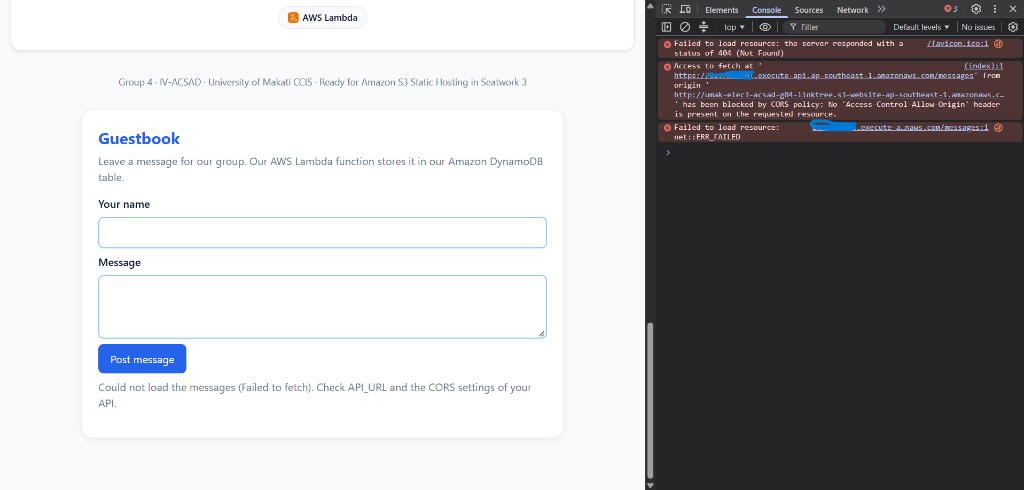 AWS Lambda
Group 4 · IV-ACSAD · University of Makati CCIS · Ready for Amazon S3 Static Hosting in Seatwork 3
Guestbook
Leave a message for our group. Our AWS Lambda function stores it in our Amazon DynamoDB
table.
Your name
Message
Post message
Could not load the messages (Failed to fetch). Check API_URL and the CORS settings of your
API.
Elements Console Sources Network 3
top Filter Default levels No issues
Failed to load resource: the server responded with a /favicon.ico:1
status of 404 (Not Found)
Access to fetch at ' (index):1
https:// .execute-api.ap-southeast-1.amazonaws.com/messages' from
origin '
http://umak-elec3-acsad-g04-linktree.s3-website-ap-southeast-1.amazonaws.c…
' has been blocked by CORS policy: No 'Access-Control-Allow-Origin' header
is present on the requested resource.
Failed to load resource: .execute-a…naws.com/messages:1
net::ERR_FAILED